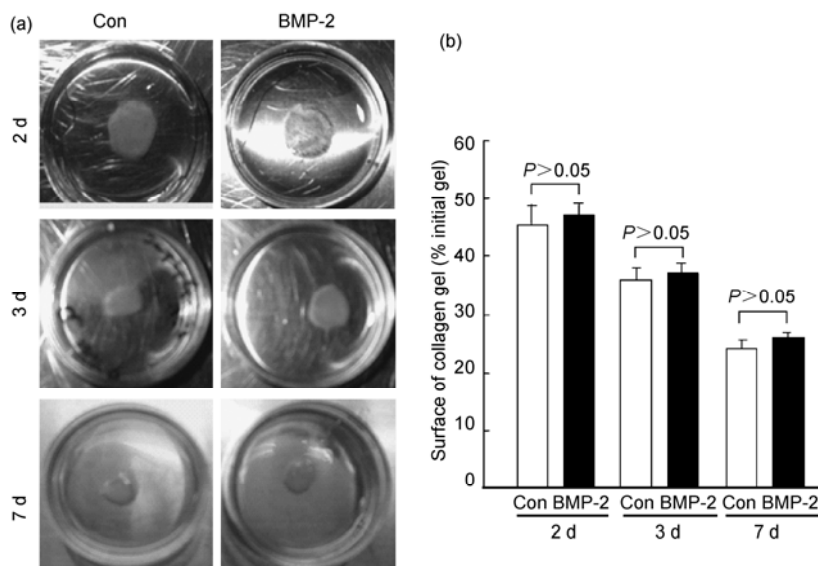 (a)
Con
BMP-2
2 d
3 d
7 d
(b)
Surface of collagen gel (% initial gel)
60
50
40
30
20
10
0
P>0.05
P>0.05
P>0.05
Con BMP-2
Con BMP-2
Con BMP-2
2 d
3 d
7 d